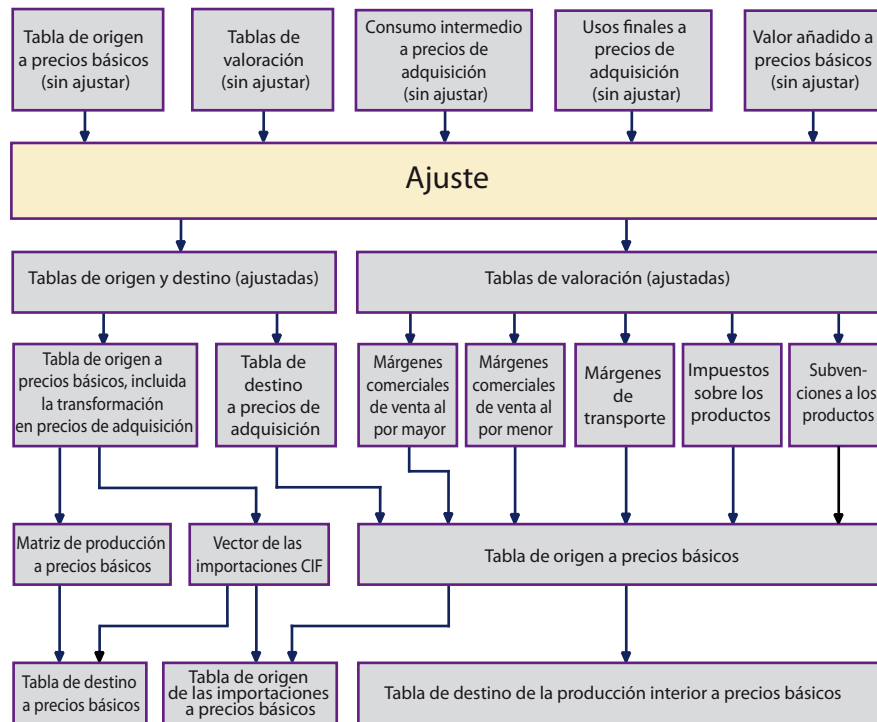 Tabla de origen
a precios básicos
(sin ajustar)
Tablas de
valoración
(sin ajustar)
Consumo intermedio
a precios de
adquisición
(sin ajustar)
Usos finales a
precios de
adquisición
(sin ajustar)
Valor añadido a
precios básicos
(sin ajustar)
Ajuste
Tablas de origen y destino (ajustadas)
Tablas de valoración (ajustadas)
Tabla de origen a
precios básicos, incluida
la transformación
en precios de adquisición
Tabla de
destino
a precios de
adquisición
Márgenes
comerciales
de venta al
por mayor
Márgenes
comerciales
de venta al
por menor
Márgenes
de
transporte
Impuestos
sobre los
productos
Subven-
ciones a los
productos
Matriz de producción
a precios básicos
Vector de las
importaciones CIF
Tabla de origen a precios básicos
Tabla de destino
a precios básicos
Tabla de origen
de las importaciones
a precios básicos
Tabla de destino de la producción interior a precios básicos